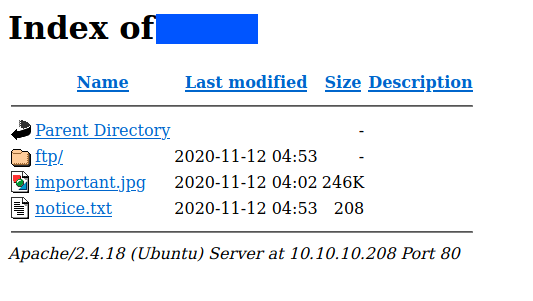 Index of
Name Last modified Size Description
Parent Directory -
ftp/ 2020-11-12 04:53 -
important.jpg 2020-11-12 04:02 246K
notice.txt 2020-11-12 04:53 208
Apache/2.4.18 (Ubuntu) Server at 10.10.10.208 Port 80